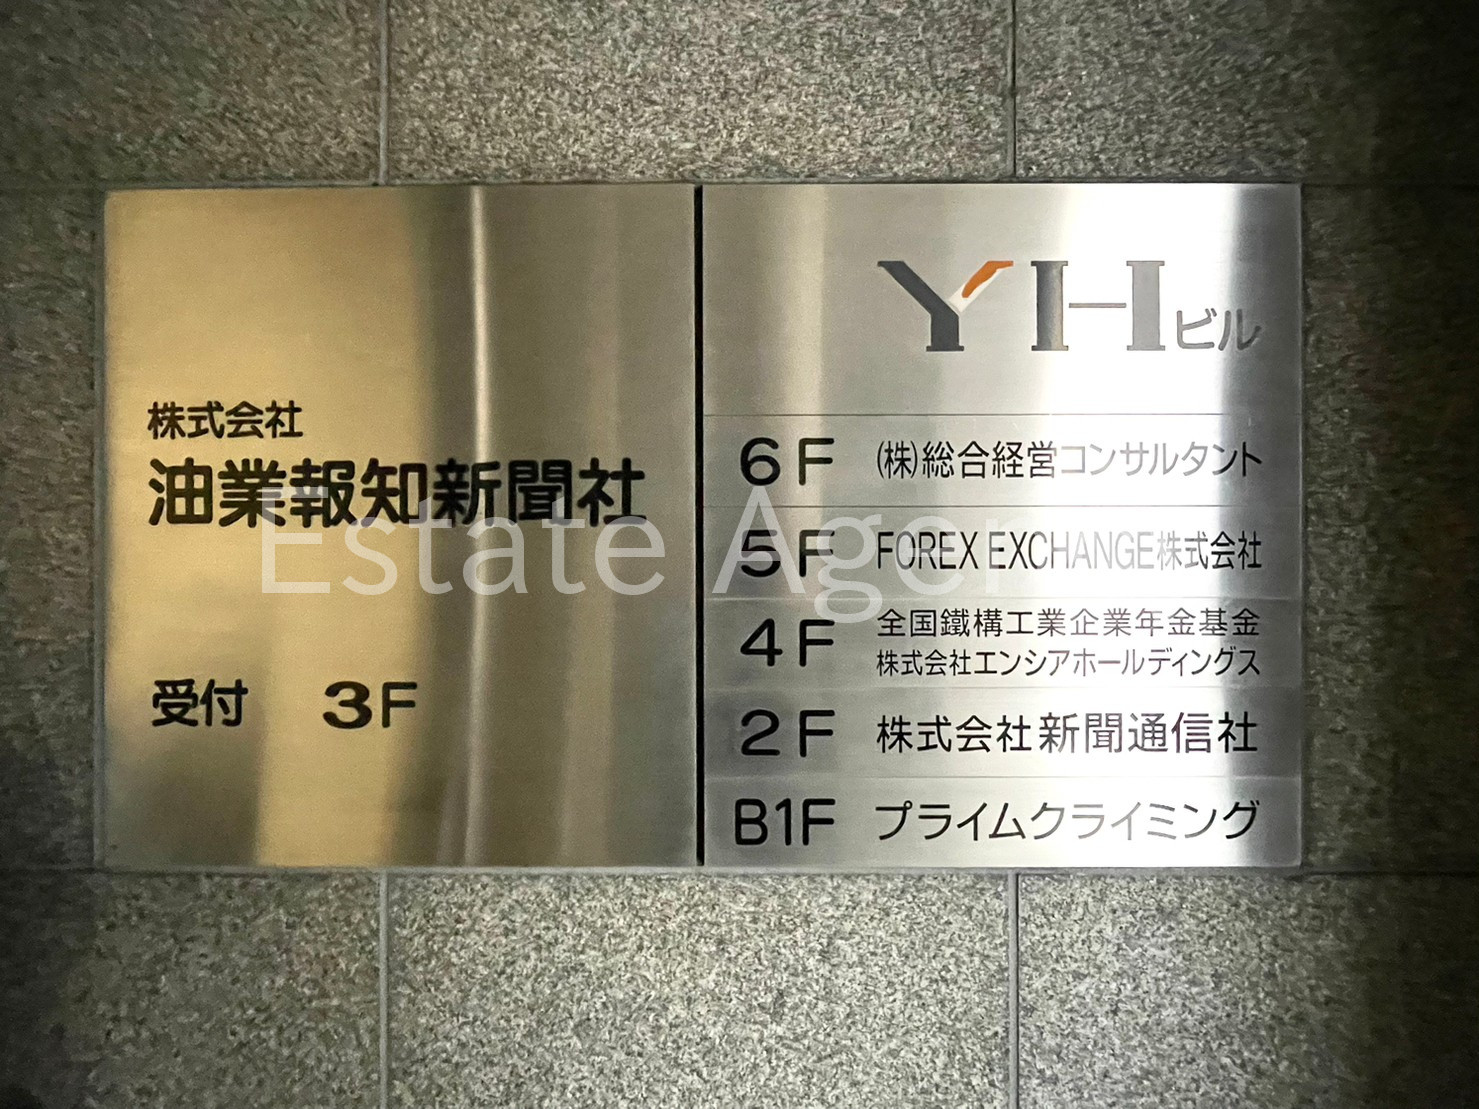 株式会社
油業報知新聞社
受付 3F
YHビル
6F (株)総合経営コンサルタント
5F FOREX EXCHANGE株式会社
4F 全国鐵構工業企業年金基金
株式会社エンシアホールディングス
2F 株式会社新聞通信社
B1F プライムクライミング
Estate Agen